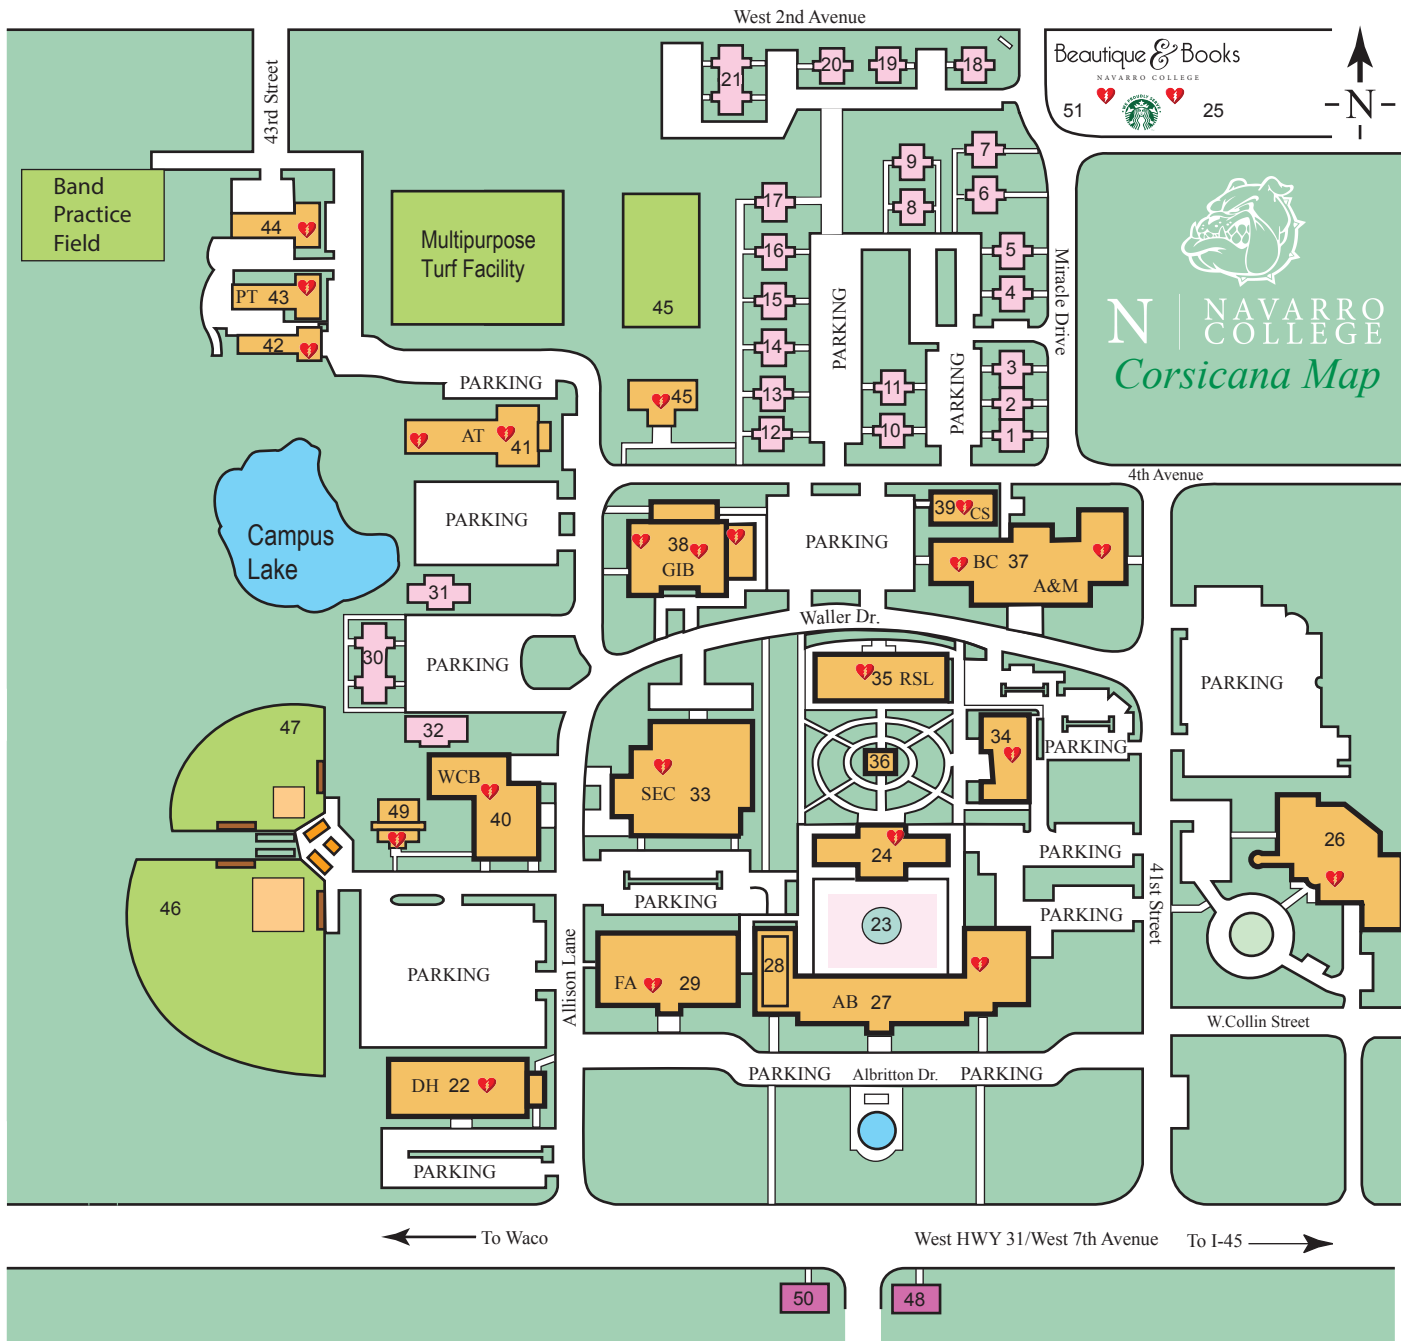 West 2nd Avenue
43rd Street
Beautique & Books
NAVARRO COLLEGE
WE PROUDLY SERVE
51
25
N
21
20
19
18
Band
Practice
Field
44
PT 43
42
Multipurpose
Turf Facility
45
17
16
15
14
13
12
9
8
7
6
5
4
3
2
1
11
10
PARKING
PARKING
Miracle Drive
N
NAVARRO
COLLEGE
Corsicana Map
PARKING
45
AT
41
4th Avenue
Campus
Lake
PARKING
38
GIB
PARKING
39
CS
BC 37
A&M
31
30
PARKING
32
Waller Dr.
35 RSL
34
PARKING
PARKING
47
46
WCB
40
49
SEC 33
36
24
PARKING
26
PARKING
23
PARKING
41st Street
PARKING
Allison Lane
FA 29
28
AB 27
W.Collin Street
DH 22
PARKING
Albritton Dr.
PARKING
PARKING
To Waco
West HWY 31/West 7th Avenue
To I-45
50
48